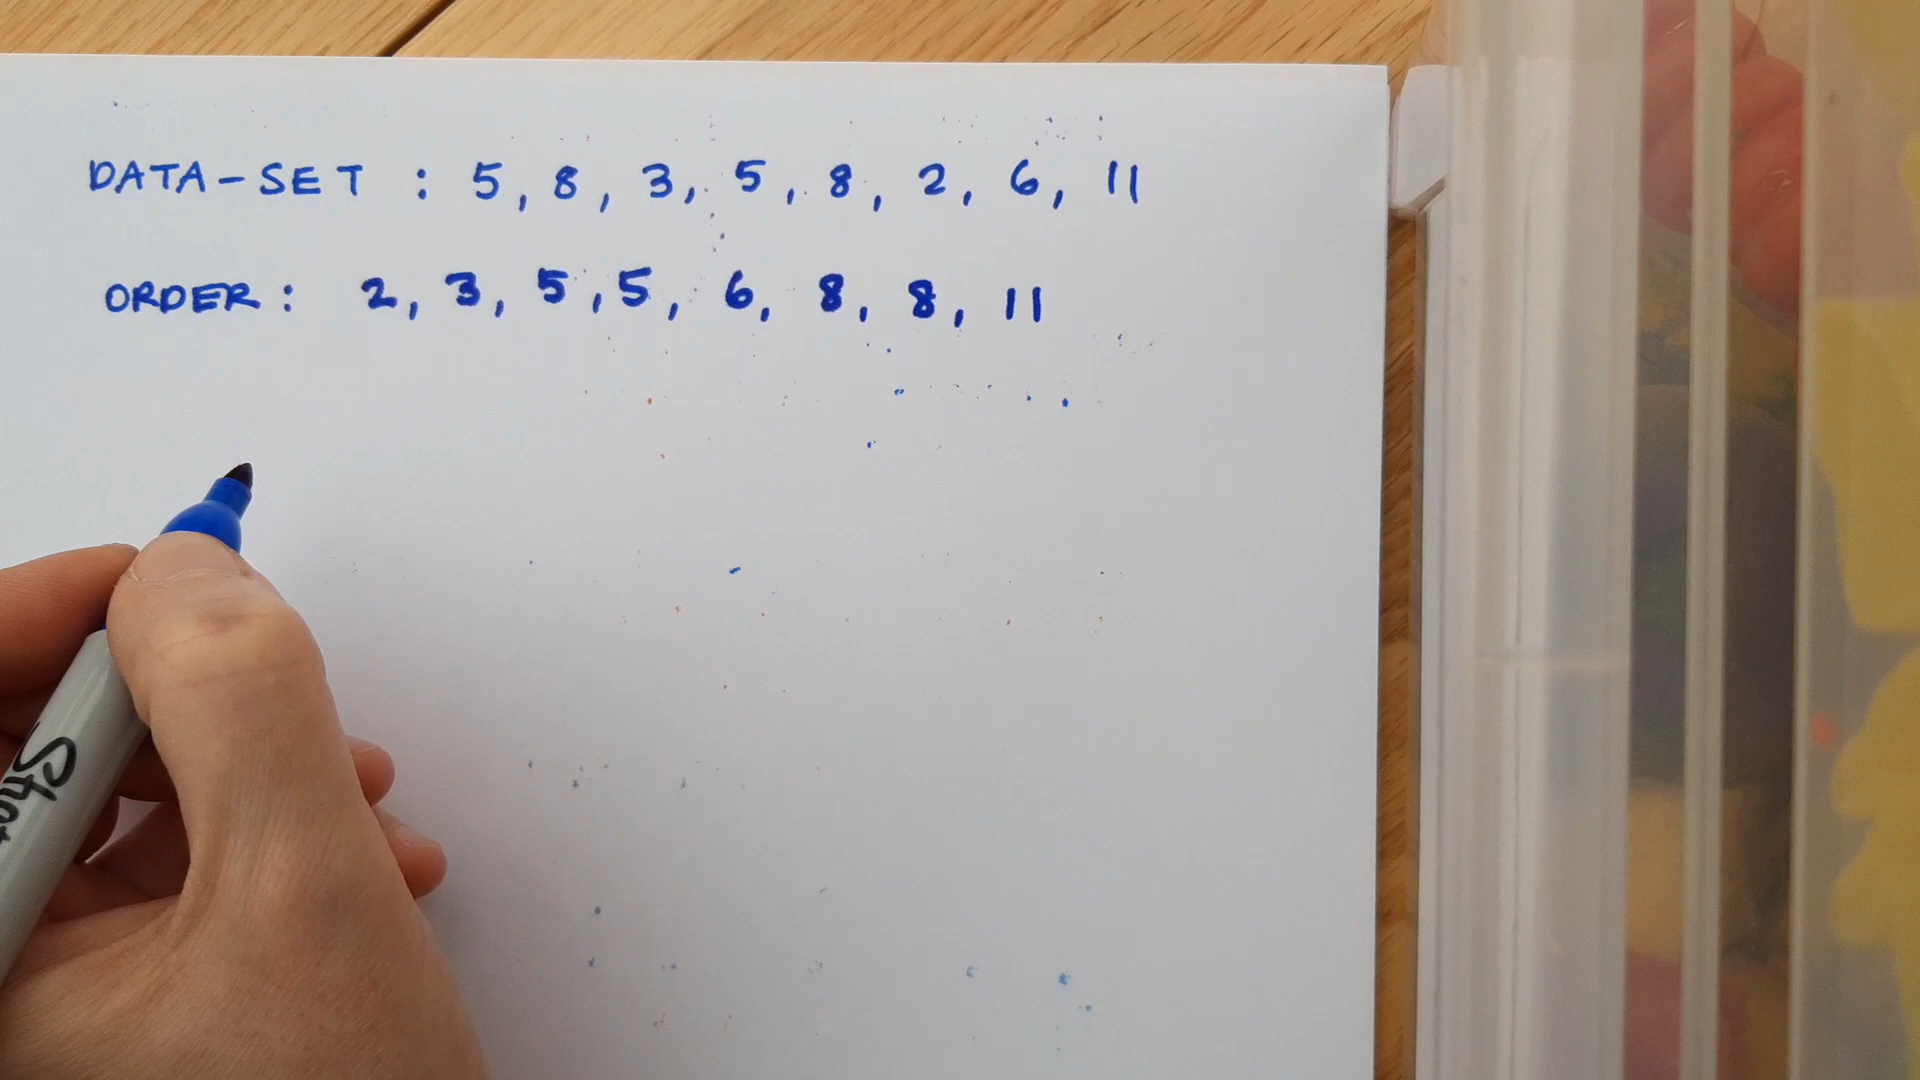 DATA-SET : 5, 8, 3, 5, 8, 2, 6, 11
ORDER: 2, 3, 5, 5, 6, 8, 8, 11